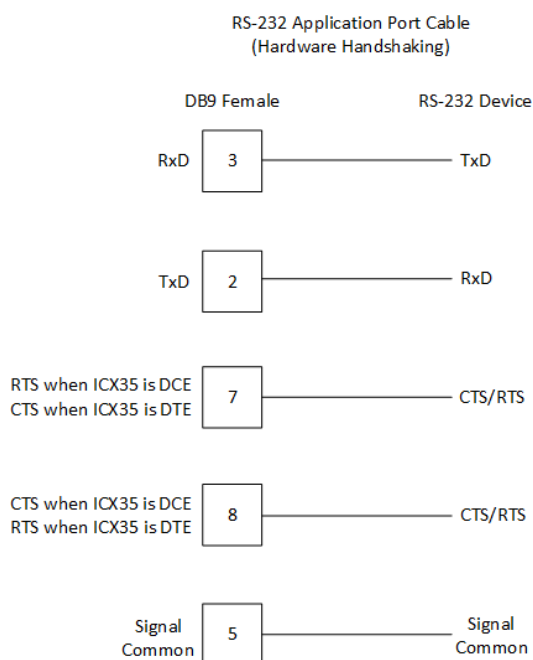 RS-232 Application Port Cable
(Hardware Handshaking)
DB9 Female
RS-232 Device
RxD
3
TxD
TxD
2
RxD
RTS when ICX35 is DCE
CTS when ICX35 is DTE
7
CTS/RTS
CTS when ICX35 is DCE
RTS when ICX35 is DTE
8
CTS/RTS
Signal
Common
5
Signal
Common